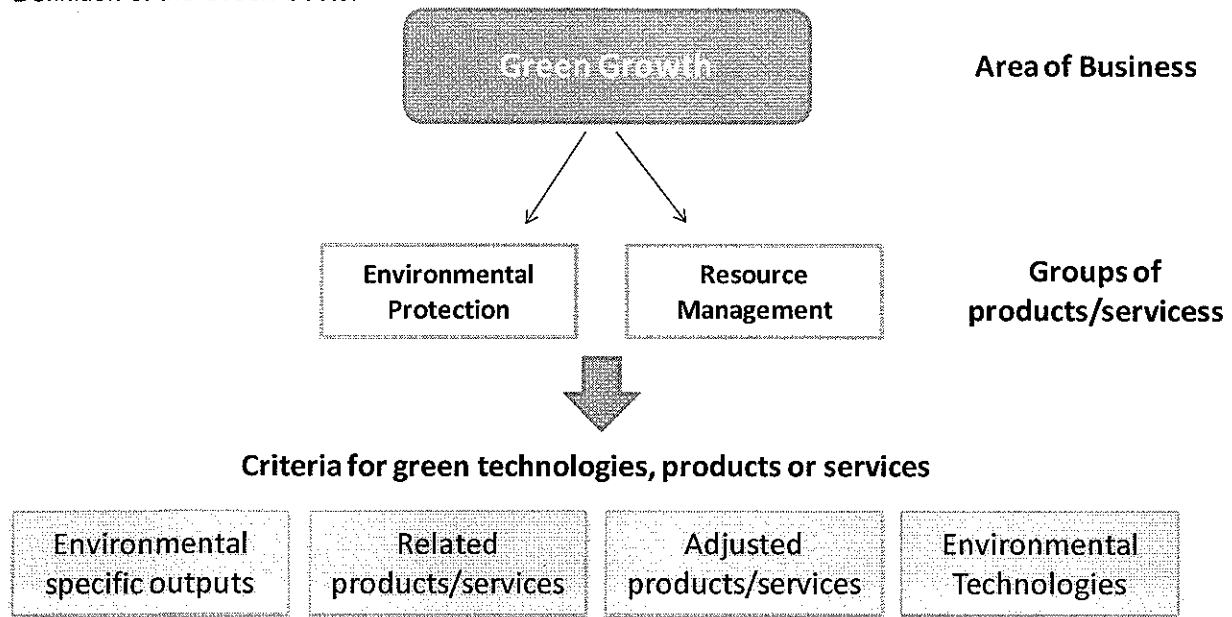 Green Growth
Area of Business
Environmental
Protection
Resource
Management
Groups of
products/servicess
Criteria for green technologies, products or services
Environmental
specific outputs
Related
products/services
Adjusted
products/services
Environmental
Technologies